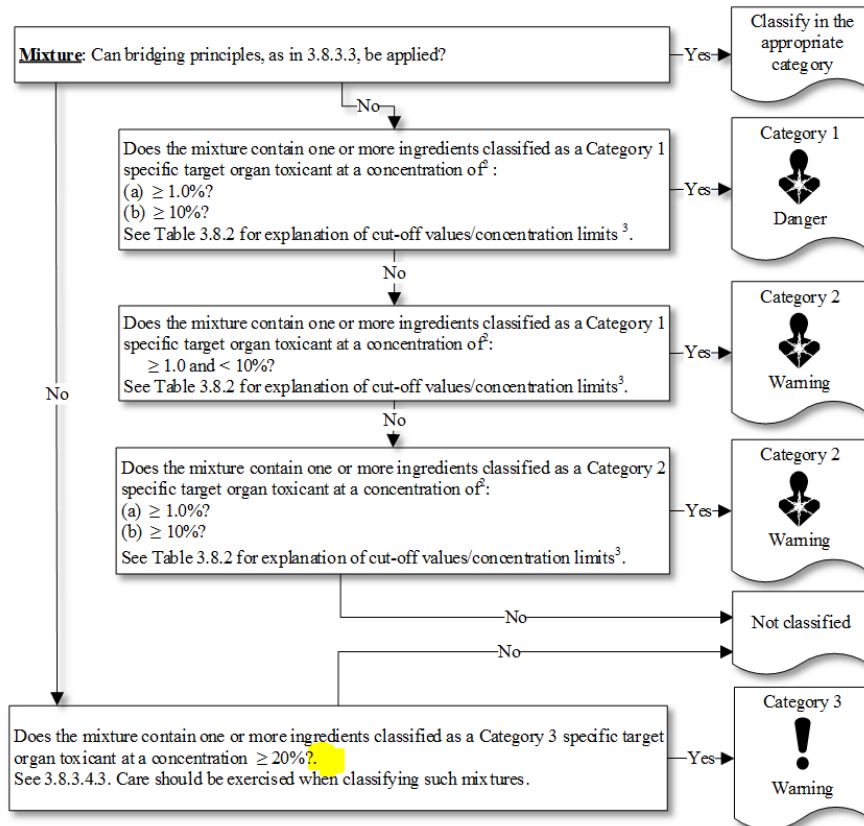 Mixture: Can bridging principles, as in 3.8.3.3, be applied?
Yes
Classify in the
appropriate
category
No
Does the mixture contain one or more ingredients classified as a Category 1
specific target organ toxicant at a concentration of²:
(a) ≥ 1.0%?
(b) ≥ 10%?
See Table 3.8.2 for explanation of cut-off values/concentration limits ³.
Yes
Category 1
Danger
No
Does the mixture contain one or more ingredients classified as a Category 1
specific target organ toxicant at a concentration of²:
≥ 1.0 and < 10%?
See Table 3.8.2 for explanation of cut-off values/concentration limits³.
Yes
Category 2
Warning
No
No
Does the mixture contain one or more ingredients classified as a Category 2
specific target organ toxicant at a concentration of²:
(a) ≥ 1.0%?
(b) ≥ 10%?
See Table 3.8.2 for explanation of cut-off values/concentration limits³.
Yes
Category 2
Warning
No
Not classified
No
Does the mixture contain one or more ingredients classified as a Category 3 specific target
organ toxicant at a concentration ≥ 20%?.
See 3.8.3.4.3. Care should be exercised when classifying such mixtures.
Yes
Category 3
Warning